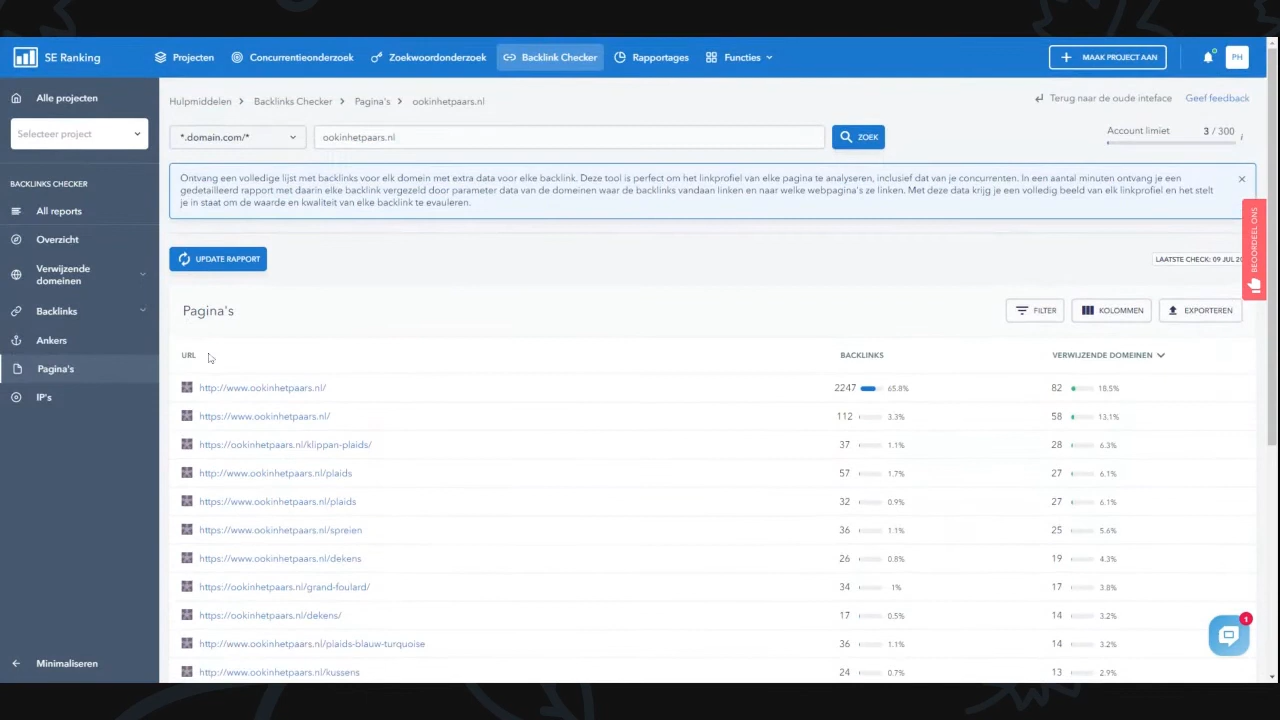 SE Ranking
Projecten
Concurrentieonderzoek
Zoekwoordonderzoek
Backlink Checker
Rapportages
Functies
MAAK PROJECT AAN
PH
Alle projecten
Selecteer project
BACKLINKS CHECKER
All reports
Overzicht
Verwijzende
domeinen
Backlinks
Ankers
Pagina's
IP's
Minimaliseren
Hulpmiddelen > Backlinks Checker > Pagina's > ookinhetpaars.nl
Terug naar de oude inteface
Geef feedback
*.domain.com/*
ookinhetpaars.nl
ZOEK
Account limiet 3 / 300 i
Ontvang een volledige lijst met backlinks voor elk domein met extra data voor elke backlink. Deze tool is perfect om het linkprofiel van elke pagina te analyseren, inclusief dat van je concurrenten. In een aantal minuten ontvang je een
gedetailleerd rapport met daarin elke backlink vergezeld door parameter data van de domeinen waar de backlinks vandaan linken en naar welke webpagina's ze linken. Met deze data krijg je een volledig beeld van elk linkprofiel en het stelt
je in staat om de waarde en kwaliteit van elke backlink te evauleren.
BEOORDEEL ONS
UPDATE RAPPORT
LAATSTE CHECK: 09 JUL 20
Pagina's
FILTER
KOLOMMEN
EXPORTEREN
URL BACKLINKS VERWIJZENDE DOMEINEN
http://www.ookinhetpaars.nl/ 2247 65.8% 82 18.5%
https://www.ookinhetpaars.nl/ 112 3.3% 58 13.1%
https://ookinhetpaars.nl/klippan-plaids/ 37 1.1% 28 6.3%
http://www.ookinhetpaars.nl/plaids 57 1.7% 27 6.1%
https://www.ookinhetpaars.nl/plaids 32 0.9% 27 6.1%
https://www.ookinhetpaars.nl/spreien 36 1.1% 25 5.6%
https://www.ookinhetpaars.nl/dekens 26 0.8% 19 4.3%
https://ookinhetpaars.nl/grand-foulard/ 34 1% 17 3.8%
https://ookinhetpaars.nl/dekens/ 17 0.5% 14 3.2%
https://www.ookinhetpaars.nl/plaids-blauw-turquoise 36 1.1% 14 3.2%
https://www.ookinhetpaars.nl/kussens 24 0.7% 13 2.9%
1